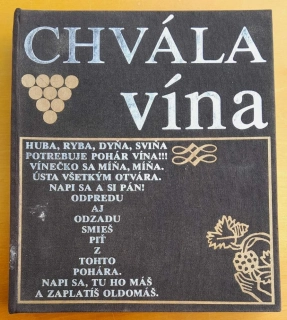 CHVÁLA
vína
HUBA, RYBA, DYŇA, SVIŇA
POTREBUJE POHÁR VÍNA!!!
VÍNEČKO SA MÍŇA, MÍŇA.
ÚSTA VŠETKÝM OTVÁRA.
NAPI SA A SI PÁN!
ODPREDU
AJ
ODZADU
SMIEŠ
PIŤ
Z
TOHTO
POHÁRA.
NAPI SA, TU HO MÁŠ
A ZAPLATÍŠ OLDOMÁŠ.